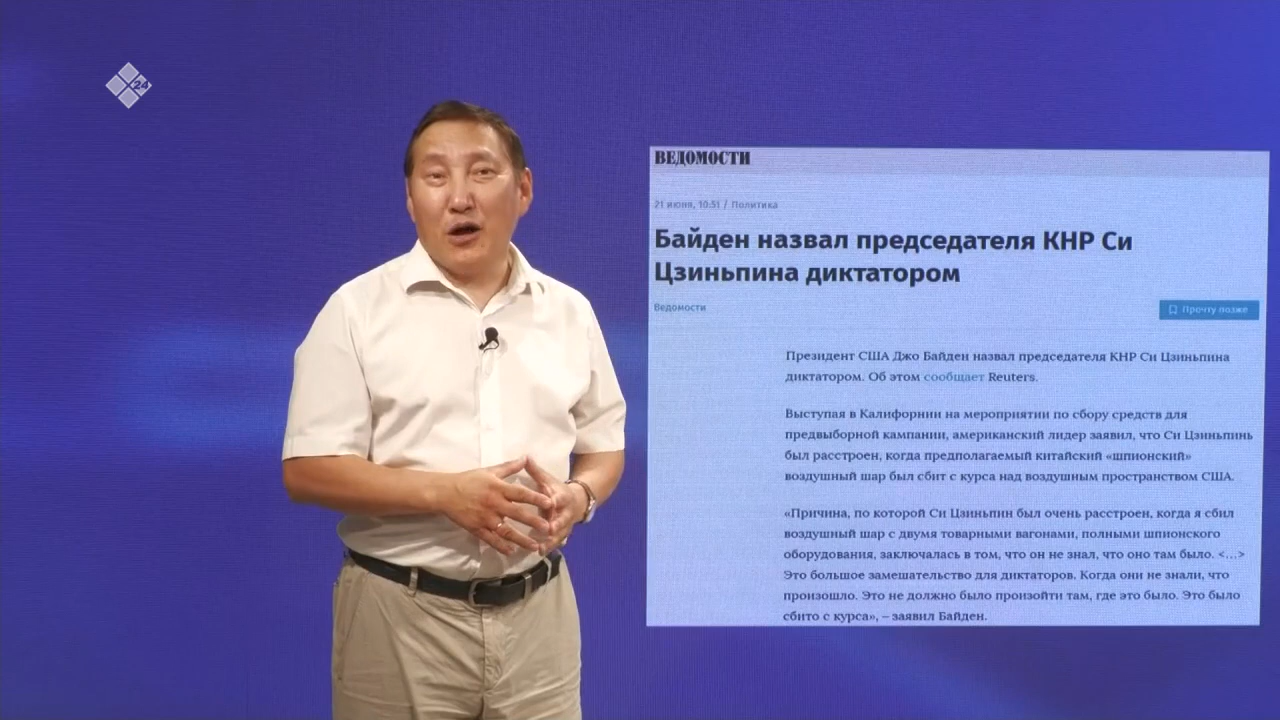 24
ВЕДОМОСТИ
21 июня, 10:51 / Политика
Байден назвал председателя КНР Си
Цзиньпина диктатором
Ведомости
Прочту позже
Президент США Джо Байден назвал председателя КНР Си Цзиньпина
диктатором. Об этом сообщает Reuters.
Выступая в Калифорнии на мероприятии по сбору средств для
предвыборной кампании, американский лидер заявил, что Си Цзиньпинь
был расстроен, когда предполагаемый китайский «шпионский»
воздушный шар был сбит с курса над воздушным пространством США.
«Причина, по которой Си Цзиньпин был очень расстроен, когда я сбил
воздушный шар с двумя товарными вагонами, полными шпионского
оборудования, заключалась в том, что он не знал, что оно там было. <…>
Это большое замешательство для диктаторов. Когда они не знали, что
произошло. Это не должно было произойти там, где это было. Это было
сбито с курса», – заявил Байден.